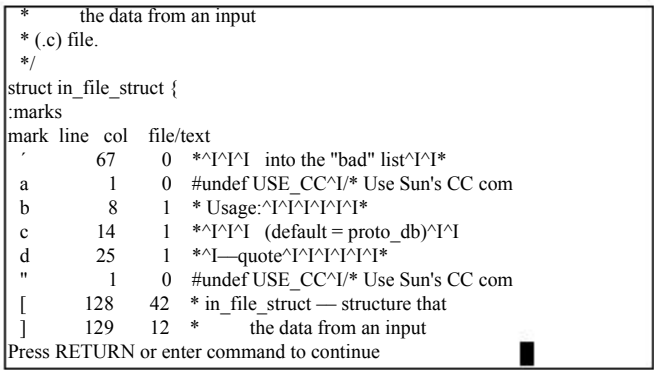 *        the data from an input
* (.c) file.
*/
struct in_file_struct {
:marks
mark  line   col    file/text
´          67        0   *^I^I^I   into the "bad" list^I^I*
a            1        0   #undef USE_CC^I/* Use Sun's CC com
b            8        1   * Usage:^I^I^I^I^I^I*
c          14        1   *^I^I^I   (default = proto_db)^I^I
d          25        1   *^I—quote^I^I^I^I^I^I*
"            1        0   #undef USE_CC^I/* Use Sun's CC com
[        128      42   * in_file_struct — structure that
]        129      12   *        the data from an input
Press RETURN or enter command to continue